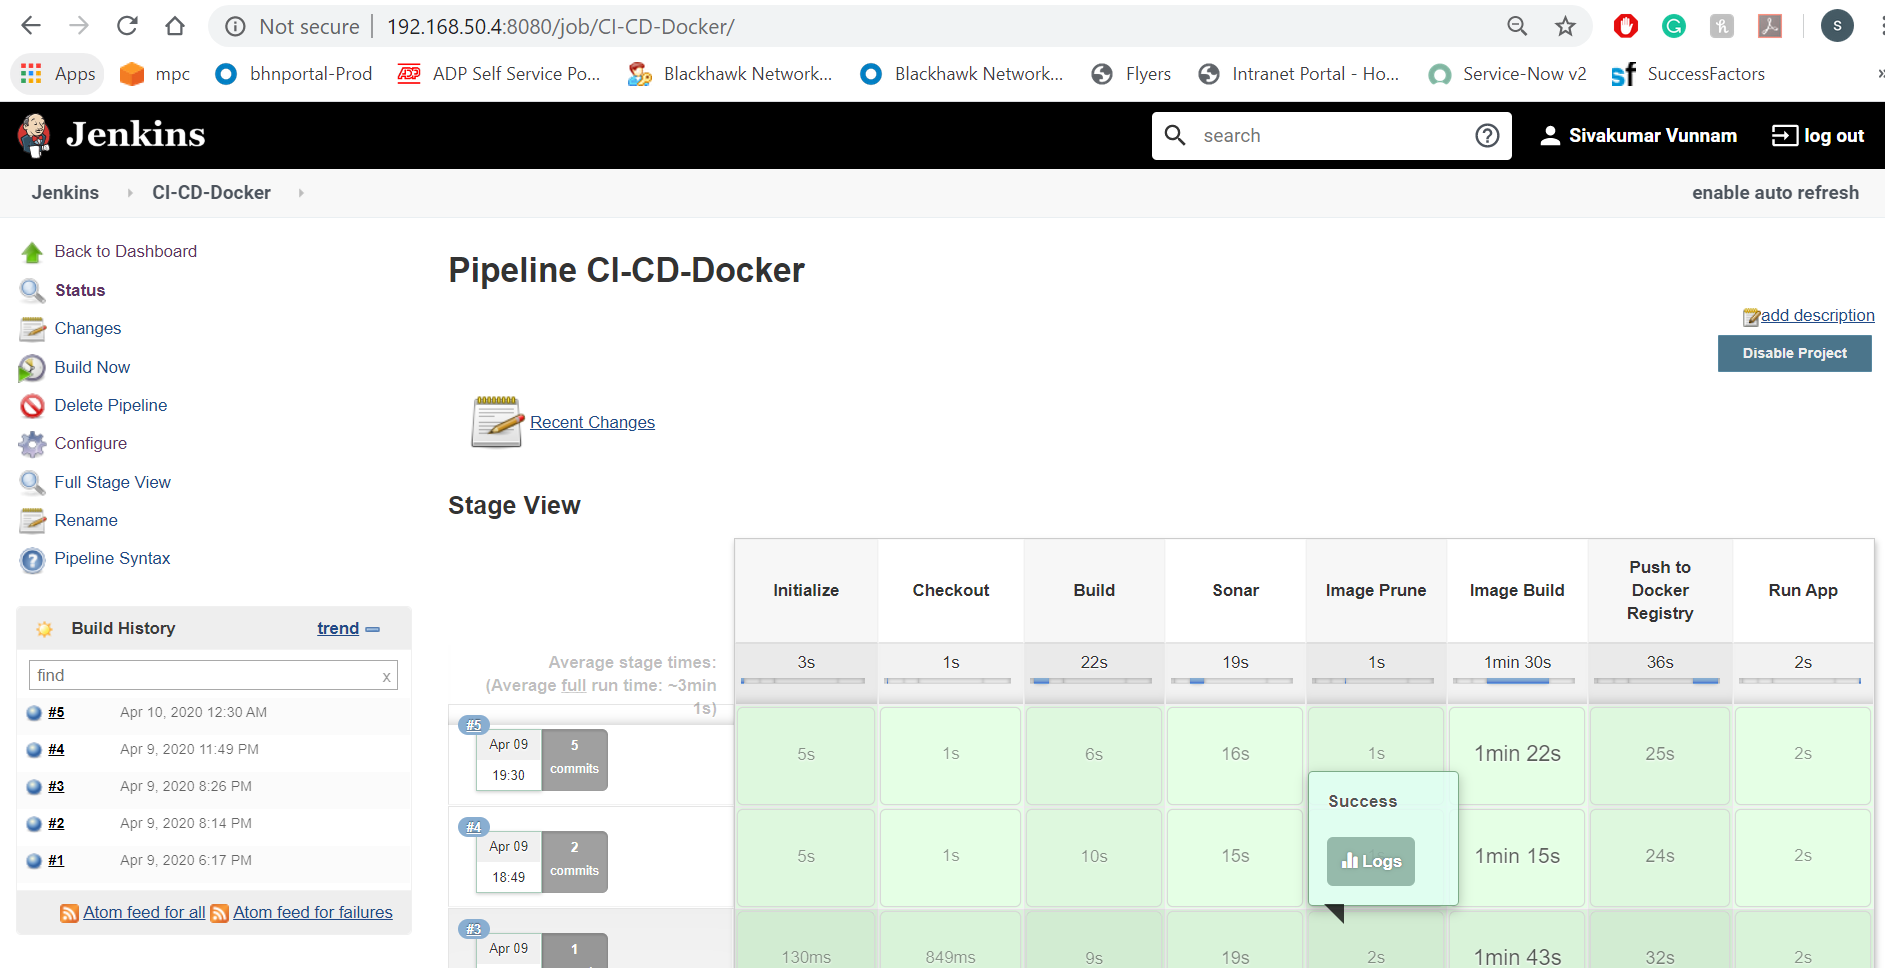 Not secure | 192.168.50.4:8080/job/CI-CD-Docker/
S
Apps mpc bhnportal-Prod ADP Self Service Po... Blackhawk Network... Blackhawk Network... Flyers Intranet Portal - Ho... Service-Now v2 sf SuccessFactors »
Jenkins search Sivakumar Vunnam log out
Jenkins CI-CD-Docker enable auto refresh
Back to Dashboard
Status
Changes
Build Now
Delete Pipeline
Configure
Full Stage View
Rename
Pipeline Syntax
Build History trend
find x
#5 Apr 10, 2020 12:30 AM
#4 Apr 9, 2020 11:49 PM
#3 Apr 9, 2020 8:26 PM
#2 Apr 9, 2020 8:14 PM
#1 Apr 9, 2020 6:17 PM
Atom feed for all Atom feed for failures
Pipeline CI-CD-Docker
add description
Disable Project
Recent Changes
Stage View
Initialize Checkout Build Sonar Image Prune Image Build Push to Docker Registry Run App
Average stage times:
(Average full run time: ~3min
1s)
3s 1s 22s 19s 1s 1min 30s 36s 2s
#5
Apr 09
19:30
5
commits
5s 1s 6s 16s 1s 1min 22s 25s 2s
Success
Logs
#4
Apr 09
18:49
2
commits
5s 1s 10s 15s 1min 15s 24s 2s
#3
Apr 09
1
130ms 849ms 9s 19s 2s 1min 43s 32s 2s